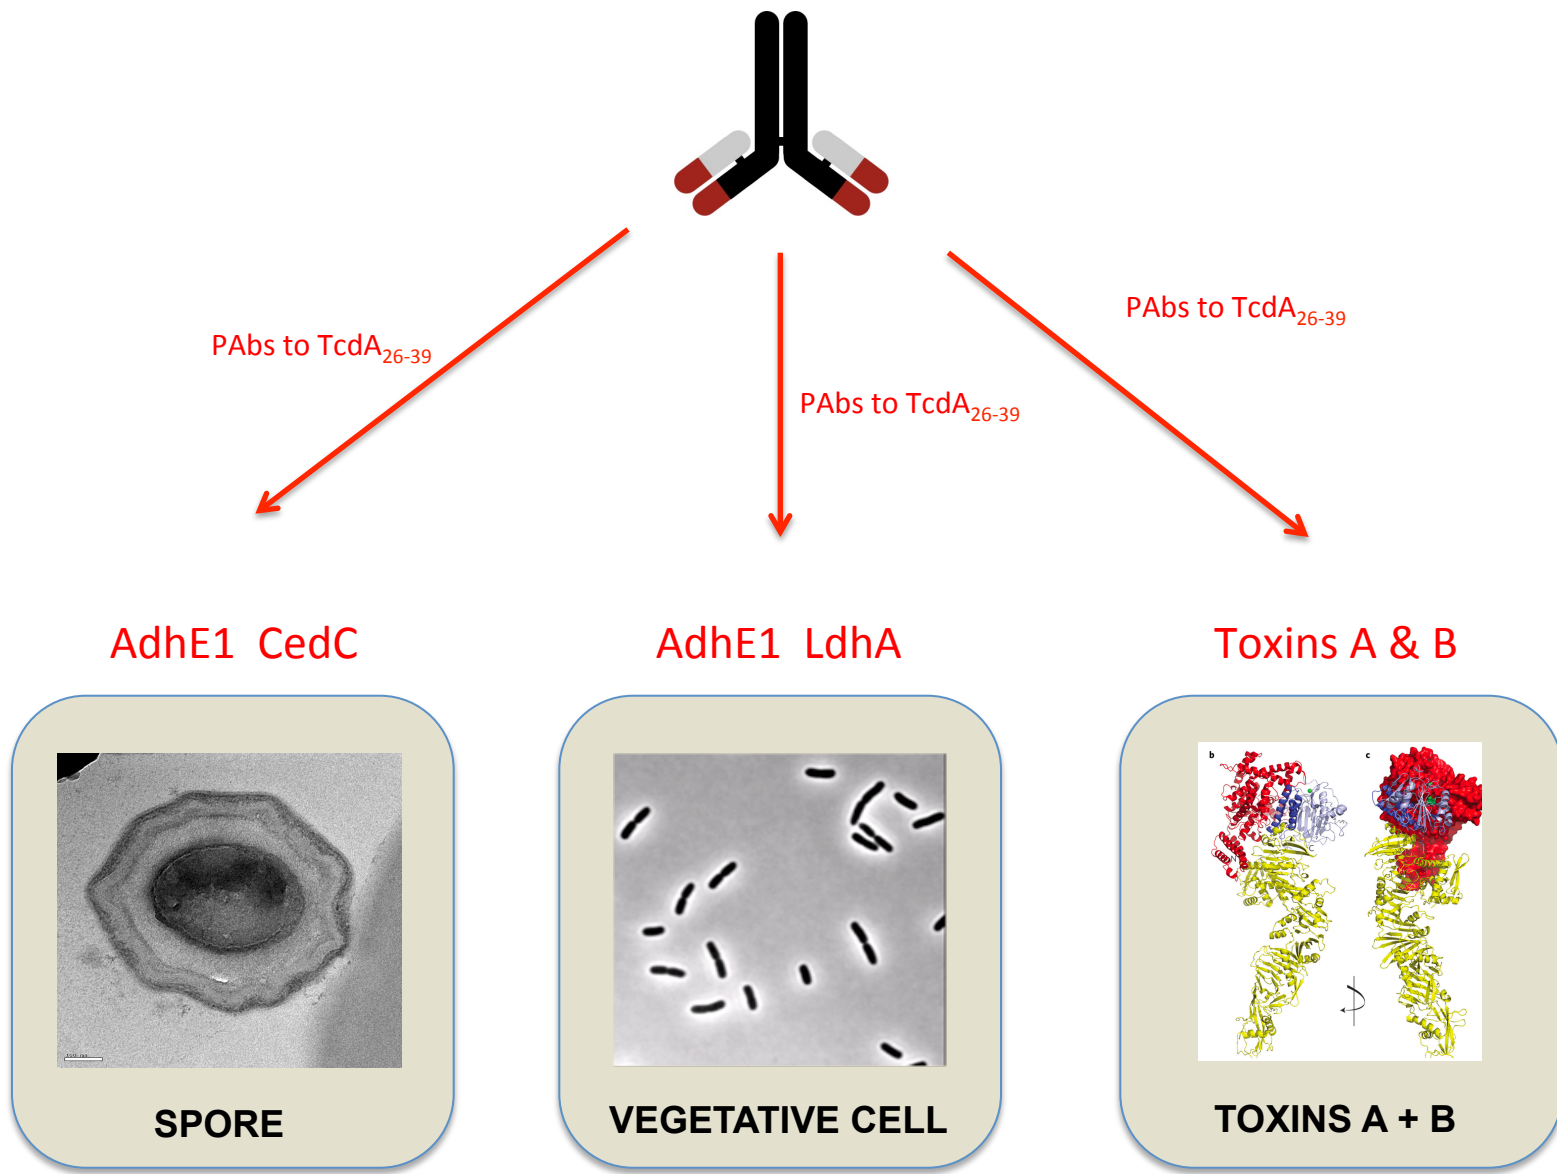 PAbs to TcdA26-39
PAbs to TcdA26-39
PAbs to TcdA26-39
AdhE1 CedC
AdhE1 LdhA
Toxins A & B
b
c
N
C
SPORE
VEGETATIVE CELL
TOXINS A + B